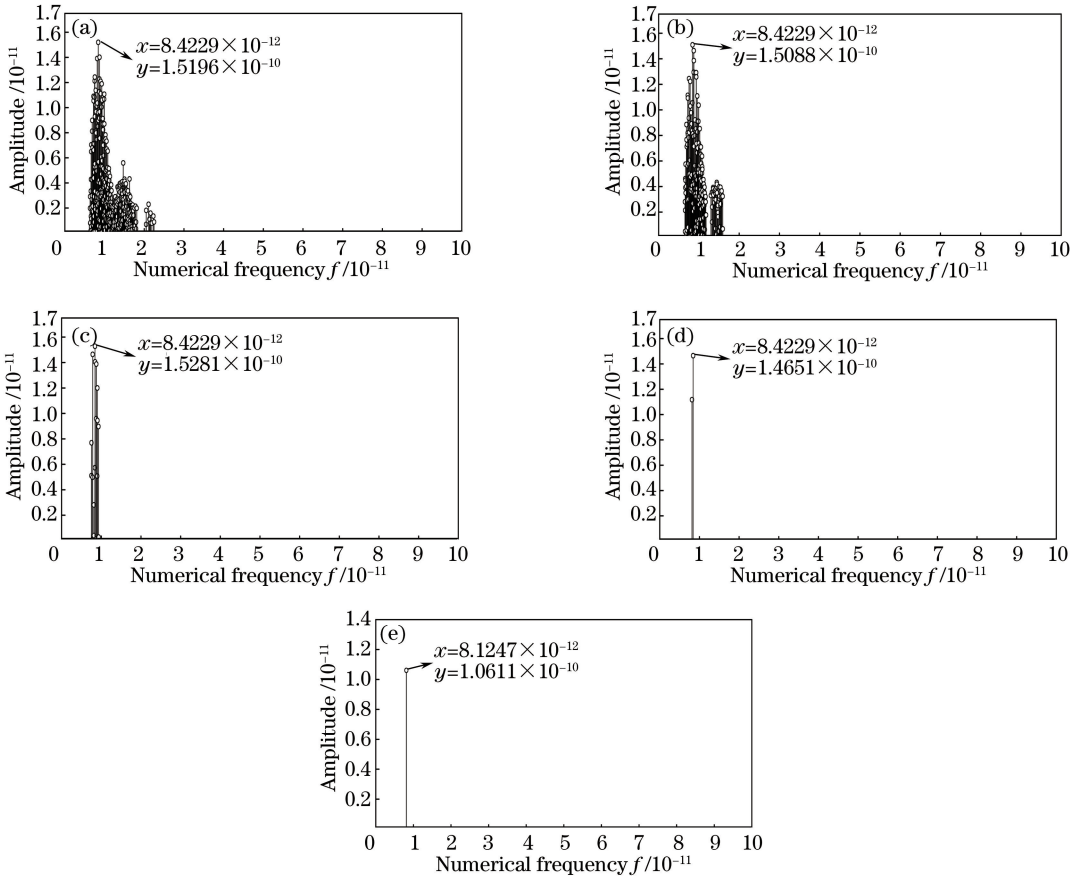 (a)
x=8.4229×10⁻¹²
y=1.5196×10⁻¹⁰
Amplitude /10⁻¹¹
1.7
1.6
1.4
1.2
1.0
0.8
0.6
0.4
0.2
0 1 2 3 4 5 6 7 8 9 10
Numerical frequency f /10⁻¹¹
(b)
x=8.4229×10⁻¹²
y=1.5088×10⁻¹⁰
Amplitude /10⁻¹¹
1.7
1.6
1.4
1.2
1.0
0.8
0.6
0.4
0.2
0 1 2 3 4 5 6 7 8 9 10
Numerical frequency f /10⁻¹¹
(c)
x=8.4229×10⁻¹²
y=1.5281×10⁻¹⁰
Amplitude /10⁻¹¹
1.7
1.6
1.4
1.2
1.0
0.8
0.6
0.4
0.2
0 1 2 3 4 5 6 7 8 9 10
Numerical frequency f /10⁻¹¹
(d)
x=8.4229×10⁻¹²
y=1.4651×10⁻¹⁰
Amplitude /10⁻¹¹
1.7
1.6
1.4
1.2
1.0
0.8
0.6
0.4
0.2
0 1 2 3 4 5 6 7 8 9 10
Numerical frequency f /10⁻¹¹
(e)
x=8.1247×10⁻¹²
y=1.0611×10⁻¹⁰
Amplitude /10⁻¹¹
1.4
1.2
1.0
0.8
0.6
0.4
0.2
0 1 2 3 4 5 6 7 8 9 10
Numerical frequency f /10⁻¹¹